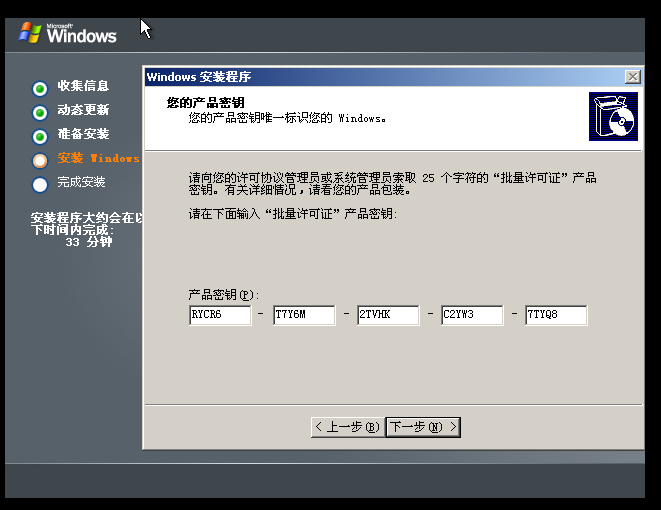 Microsoft
Windows
收集信息
动态更新
准备安装
安装 Windows
完成安装
安装程序大约会在以
下时间内完成:
33 分钟
Windows 安装程序
您的产品密钥
您的产品密钥唯一标识您的 Windows。
请向您的许可协议管理员或系统管理员索取 25 个字符的“批量许可证”产品
密钥。有关详细情况，请看您的产品包装。
请在下面输入“批量许可证”产品密钥:
产品密钥(P):
RYCR6 - T7Y6M - 2TVHK - C2YW3 - 7TYQ8
< 上一步(B) 下一步(N) >